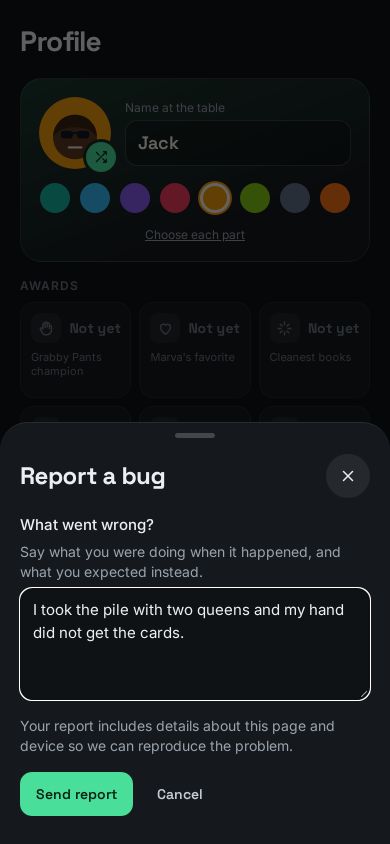 Profile
Name at the table
Jack
Choose each part
AWARDS
Not yet
Grabby Pants
champion
Not yet
Marva's favorite
Not yet
Cleanest books
Report a bug
What went wrong?
Say what you were doing when it happened, and
what you expected instead.
I took the pile with two queens and my hand
did not get the cards.
Your report includes details about this page and
device so we can reproduce the problem.
Send report
Cancel